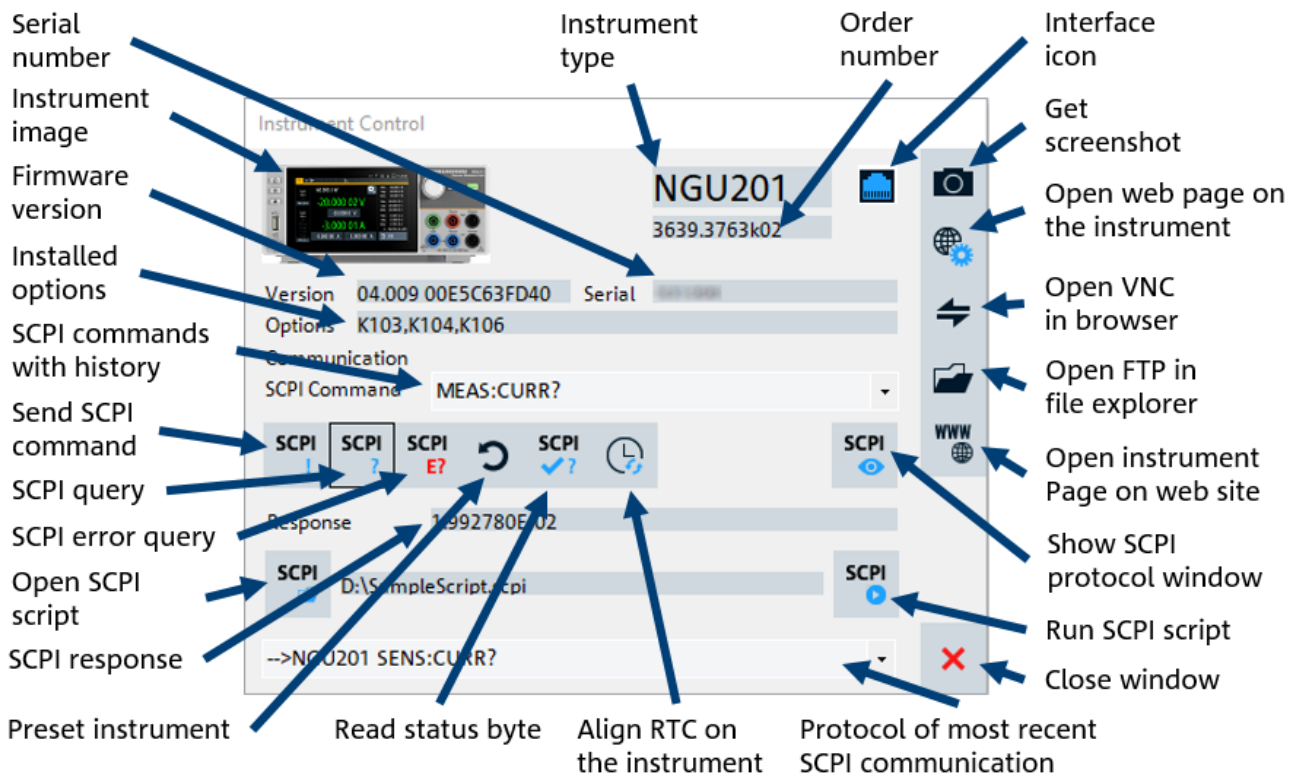 Serial
number
Instrument
type
Order
number
Interface
icon
Instrument
image
Get
screenshot
Instrument Control
Firmware
version
NGU201
3639.3763k02
Open web page on
the instrument
Installed
options
Version 04.009 00E5C63FD40 Serial
Options K103,K104,K106
Open VNC
in browser
SCPI commands
with history
Communication
SCPI Command MEAS:CURR?
Open FTP in
file explorer
Send SCPI
command
SCPI !
SCPI ?
SCPI E?
SCPI ?
SCPI
WWW
Open instrument
Page on web site
SCPI query
SCPI error query
Response 1.992780E-02
Show SCPI
protocol window
Open SCPI
script
SCPI
D:\SampleScript.scpi
SCPI
Run SCPI script
SCPI response
-->NGU201 SENS:CURR?
Close window
Preset instrument
Read status byte
Align RTC on
the instrument
Protocol of most recent
SCPI communication